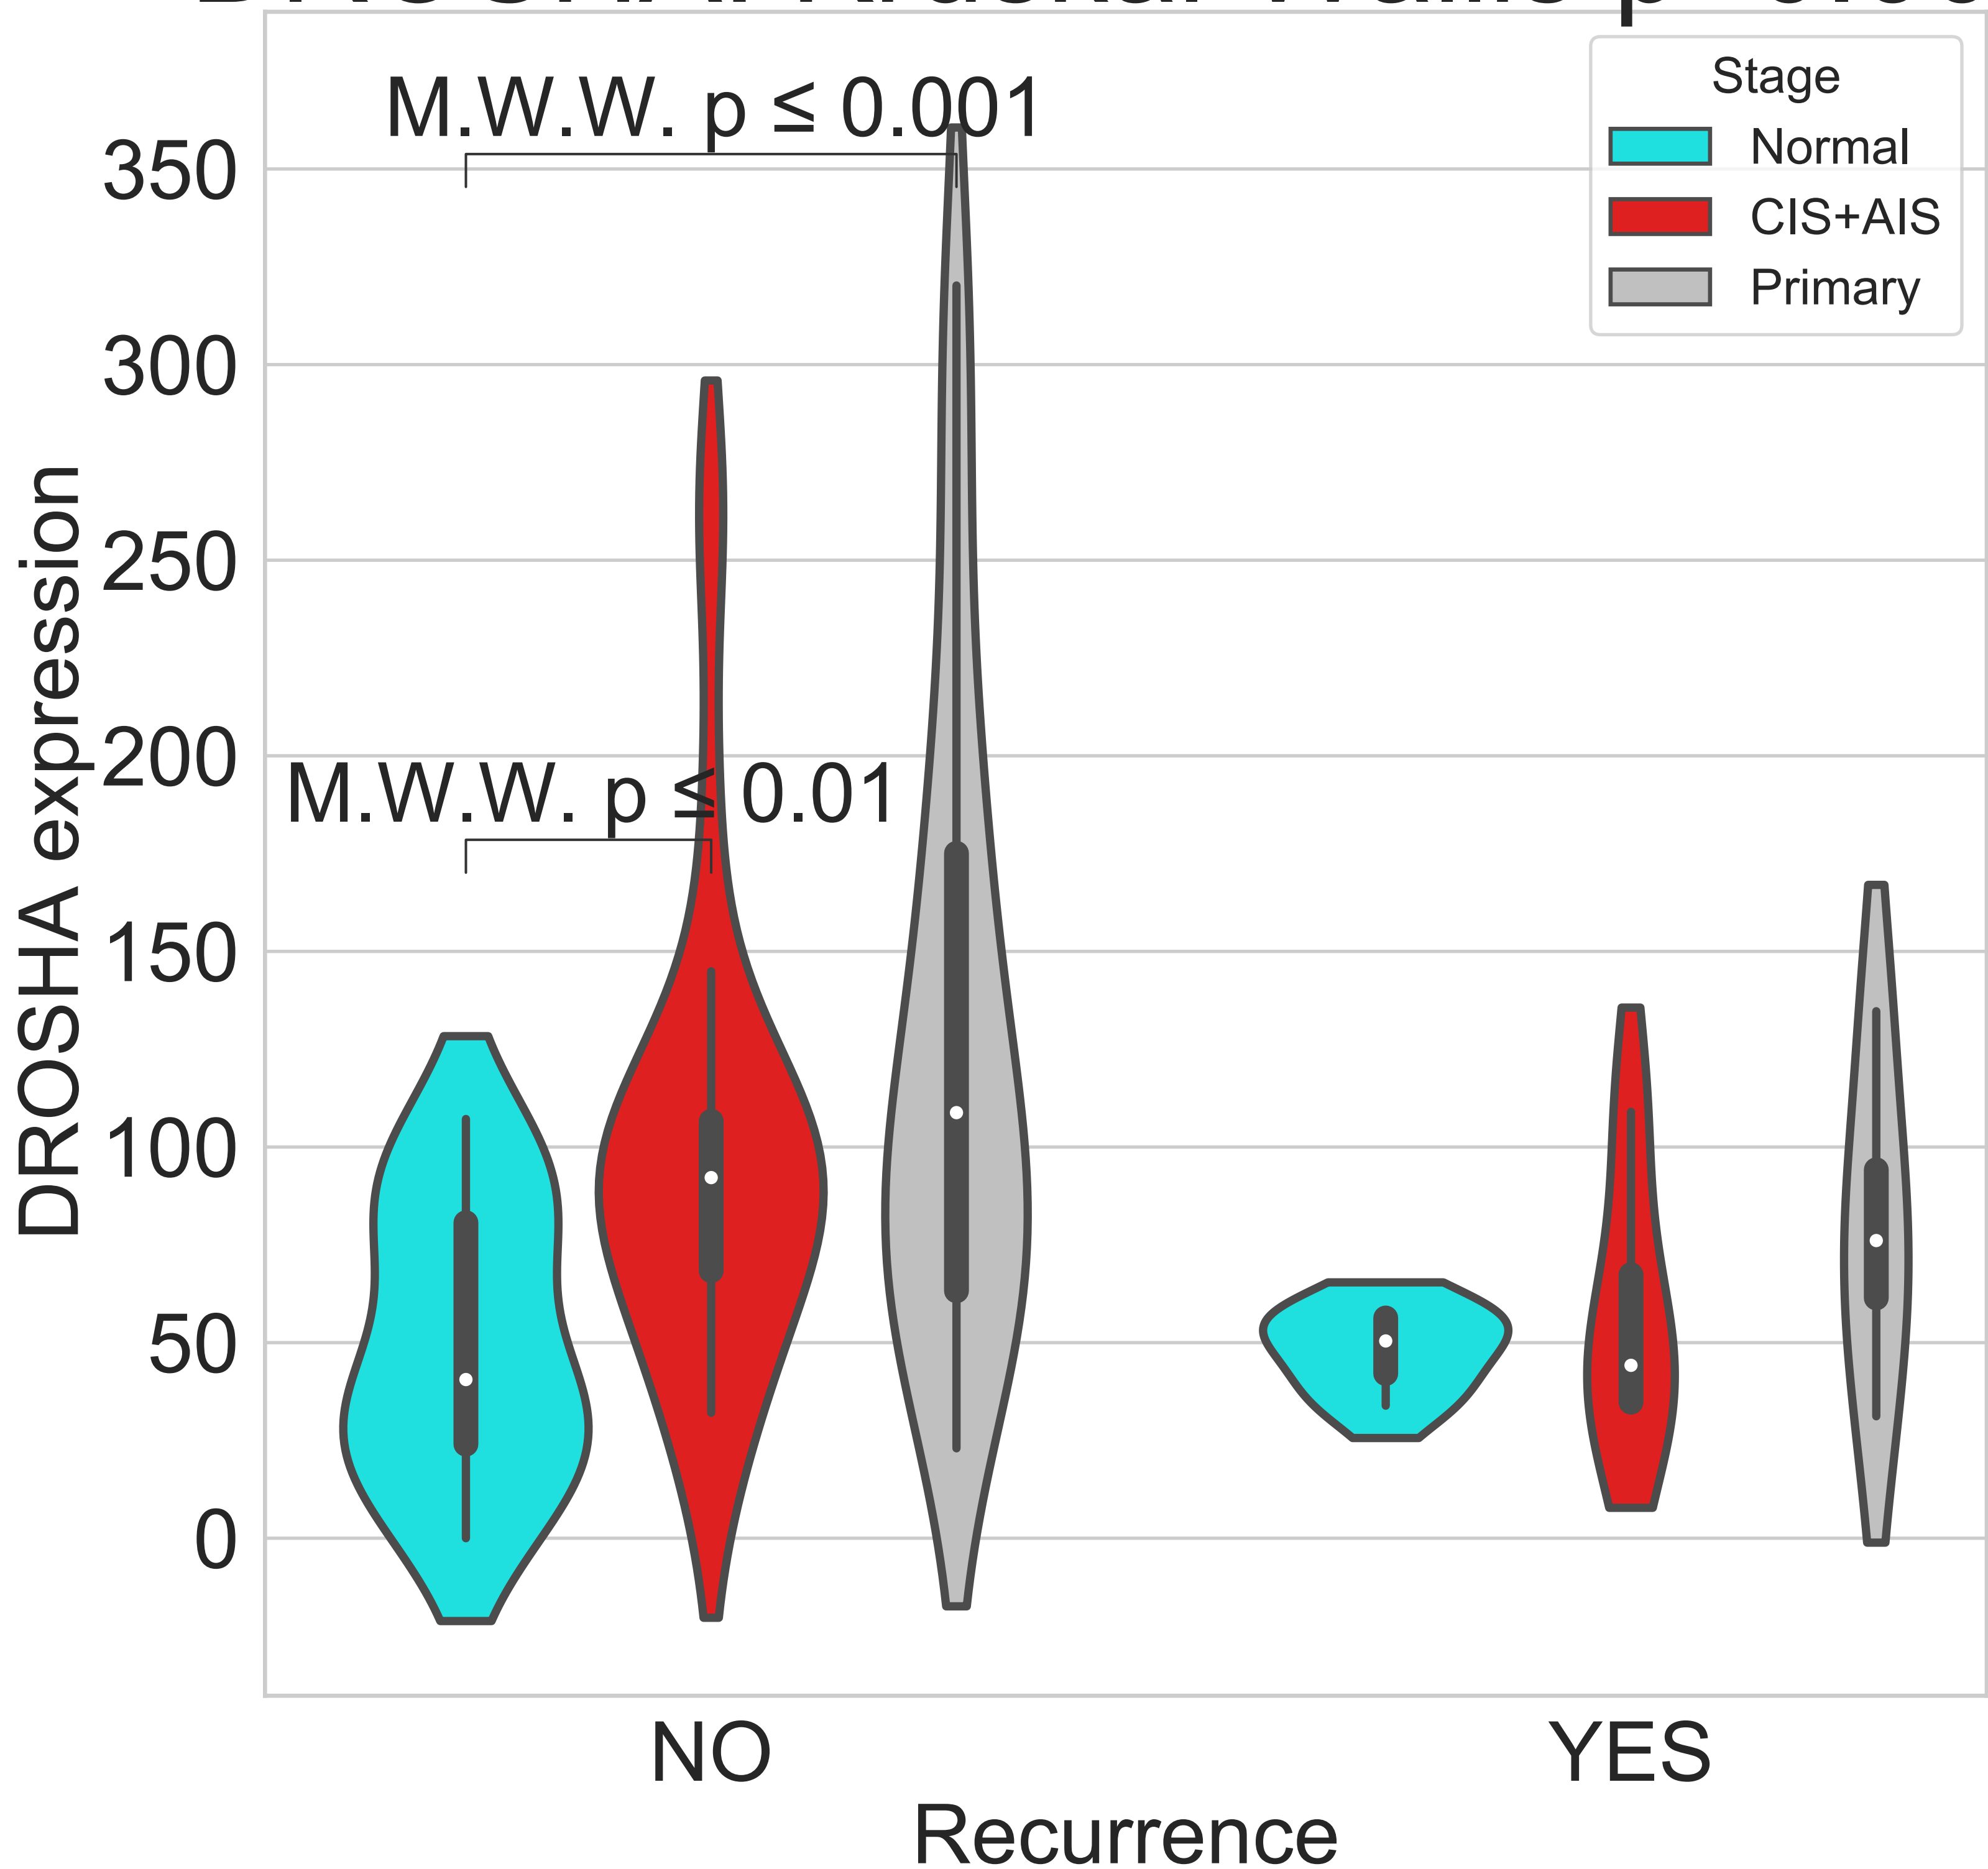 M.W.W. p ≤ 0.001
Stage
Normal
CIS+AIS
Primary
350
300
250
200
150
100
50
0
DROSHA expression
M.W.W. p ≤ 0.01
NO
YES
Recurrence